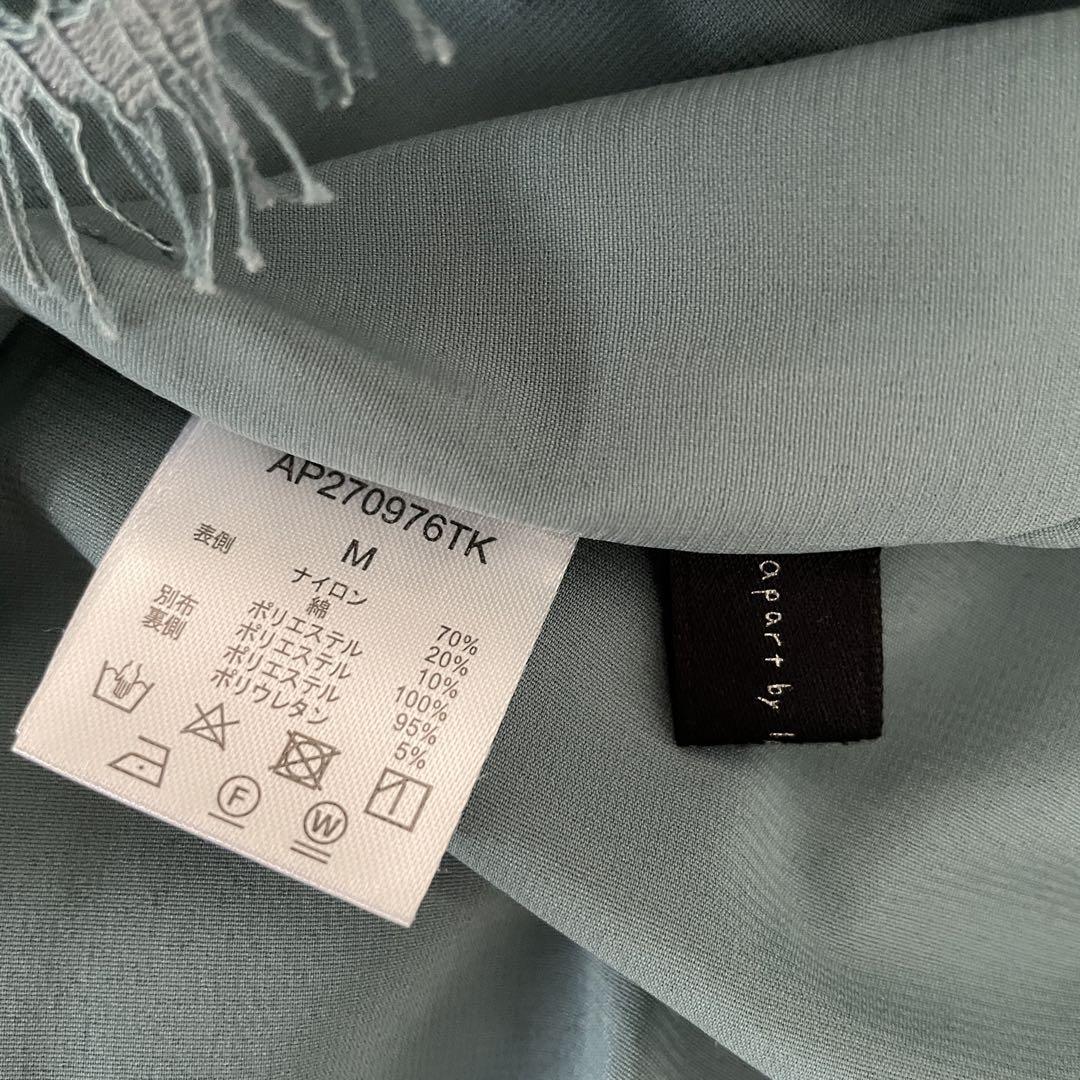 AP270976TK
M
表側 ナイロン 70%
綿 20%
ポリエステル 10%
別布 ポリエステル 100%
裏側 ポリエステル 95%
ポリウレタン 5%
F
W
apart by